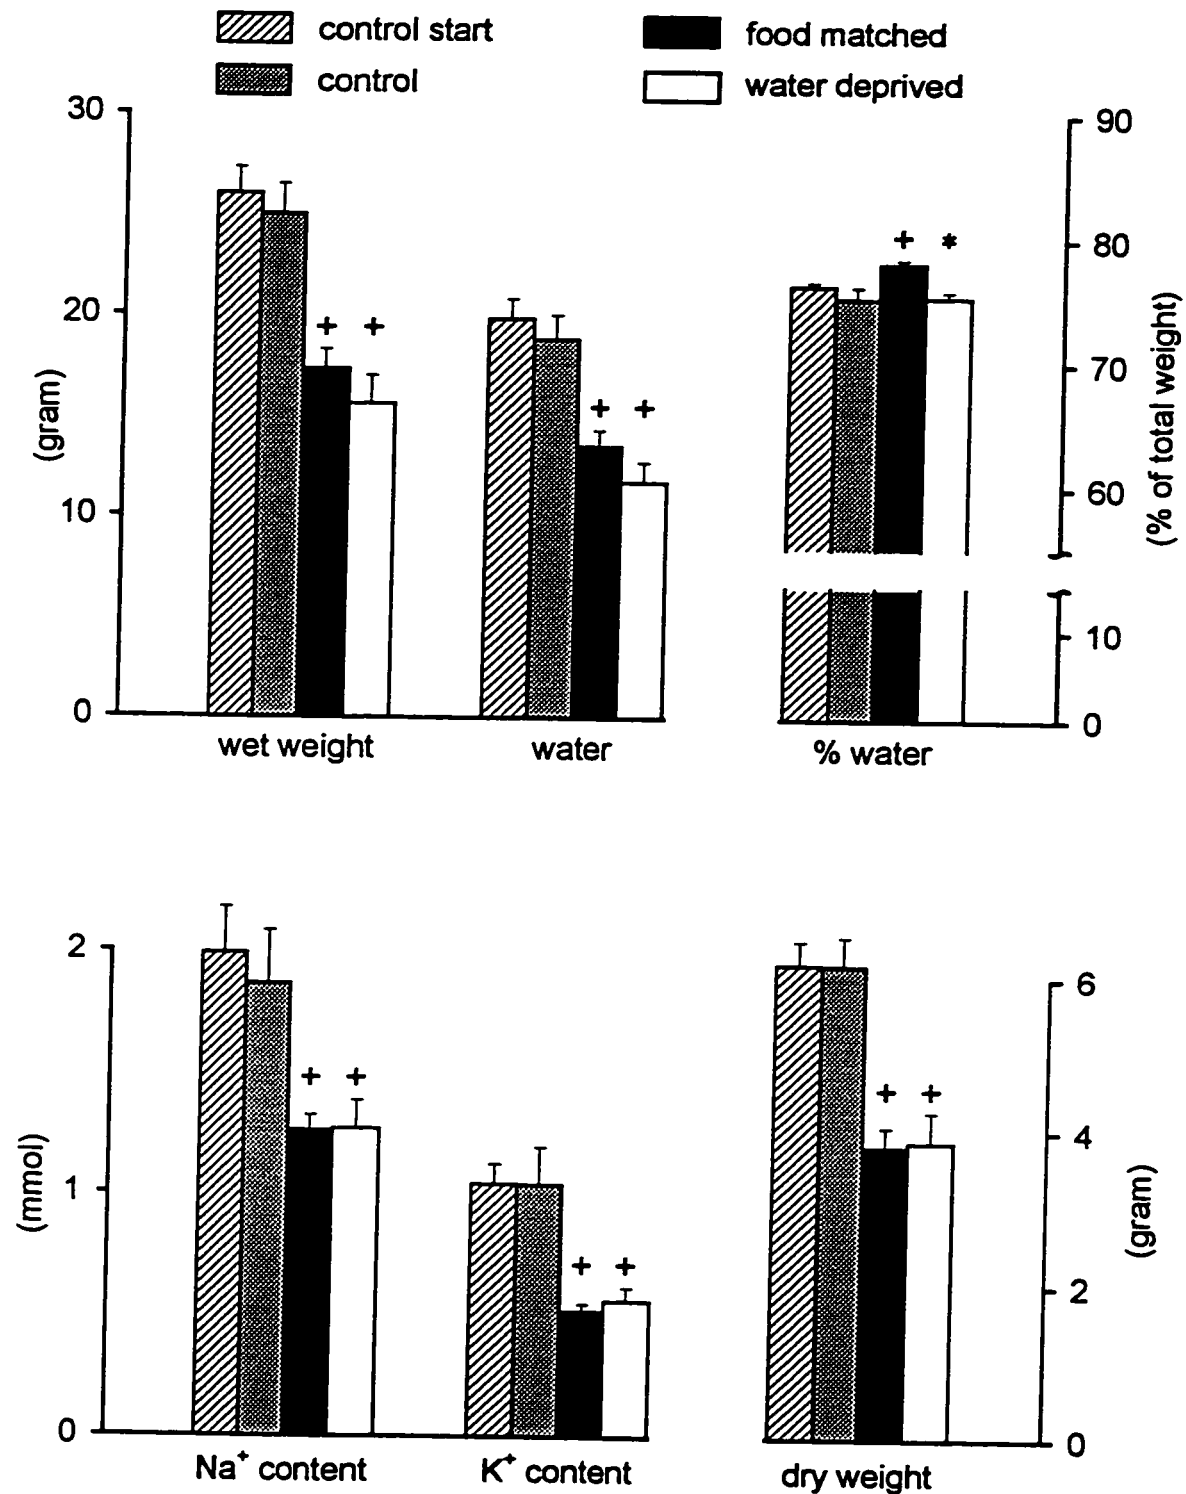 control start
food matched
control
water deprived
30
20
10
0
(gram)
+ +
+ +
+ *
90
80
70
60
10
0
(% of total weight)
wet weight
water
% water
2
1
0
(mmol)
+ +
+ +
+ +
6
4
2
0
(gram)
Na⁺ content
K⁺ content
dry weight